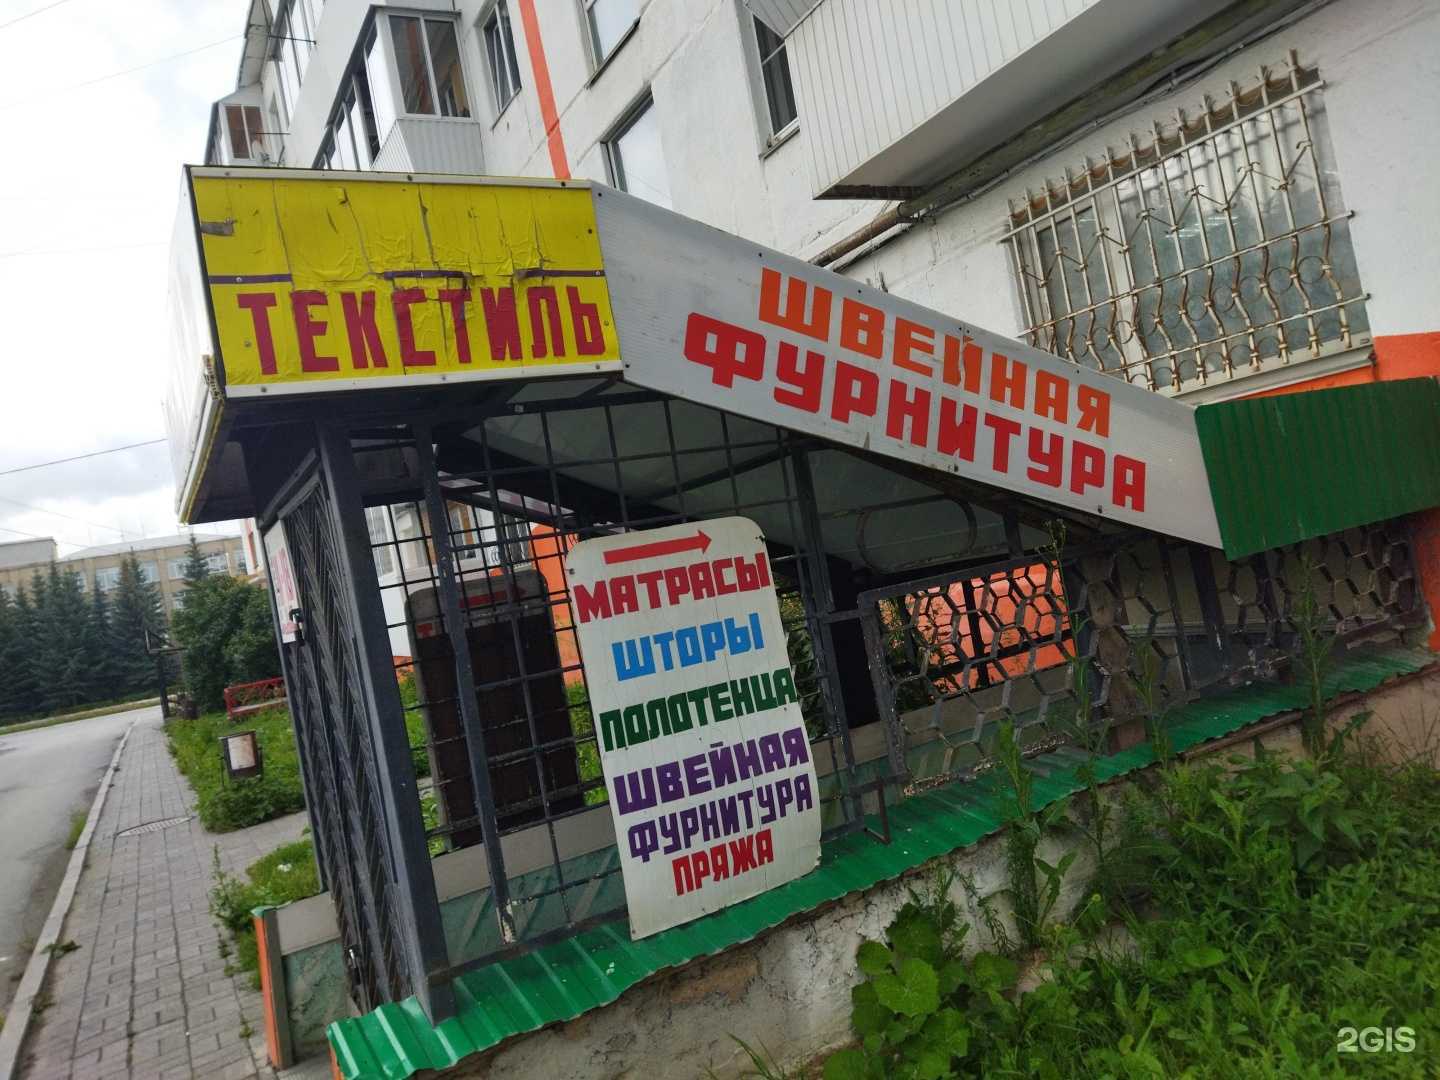 ТЕКСТИЛЬ
ШВЕЙНАЯ
ФУРНИТУРА
МАТРАСЫ
ШТОРЫ
ПОЛОТЕНЦА
ШВЕЙНАЯ
ФУРНИТУРА
ПРЯЖА
2GIS